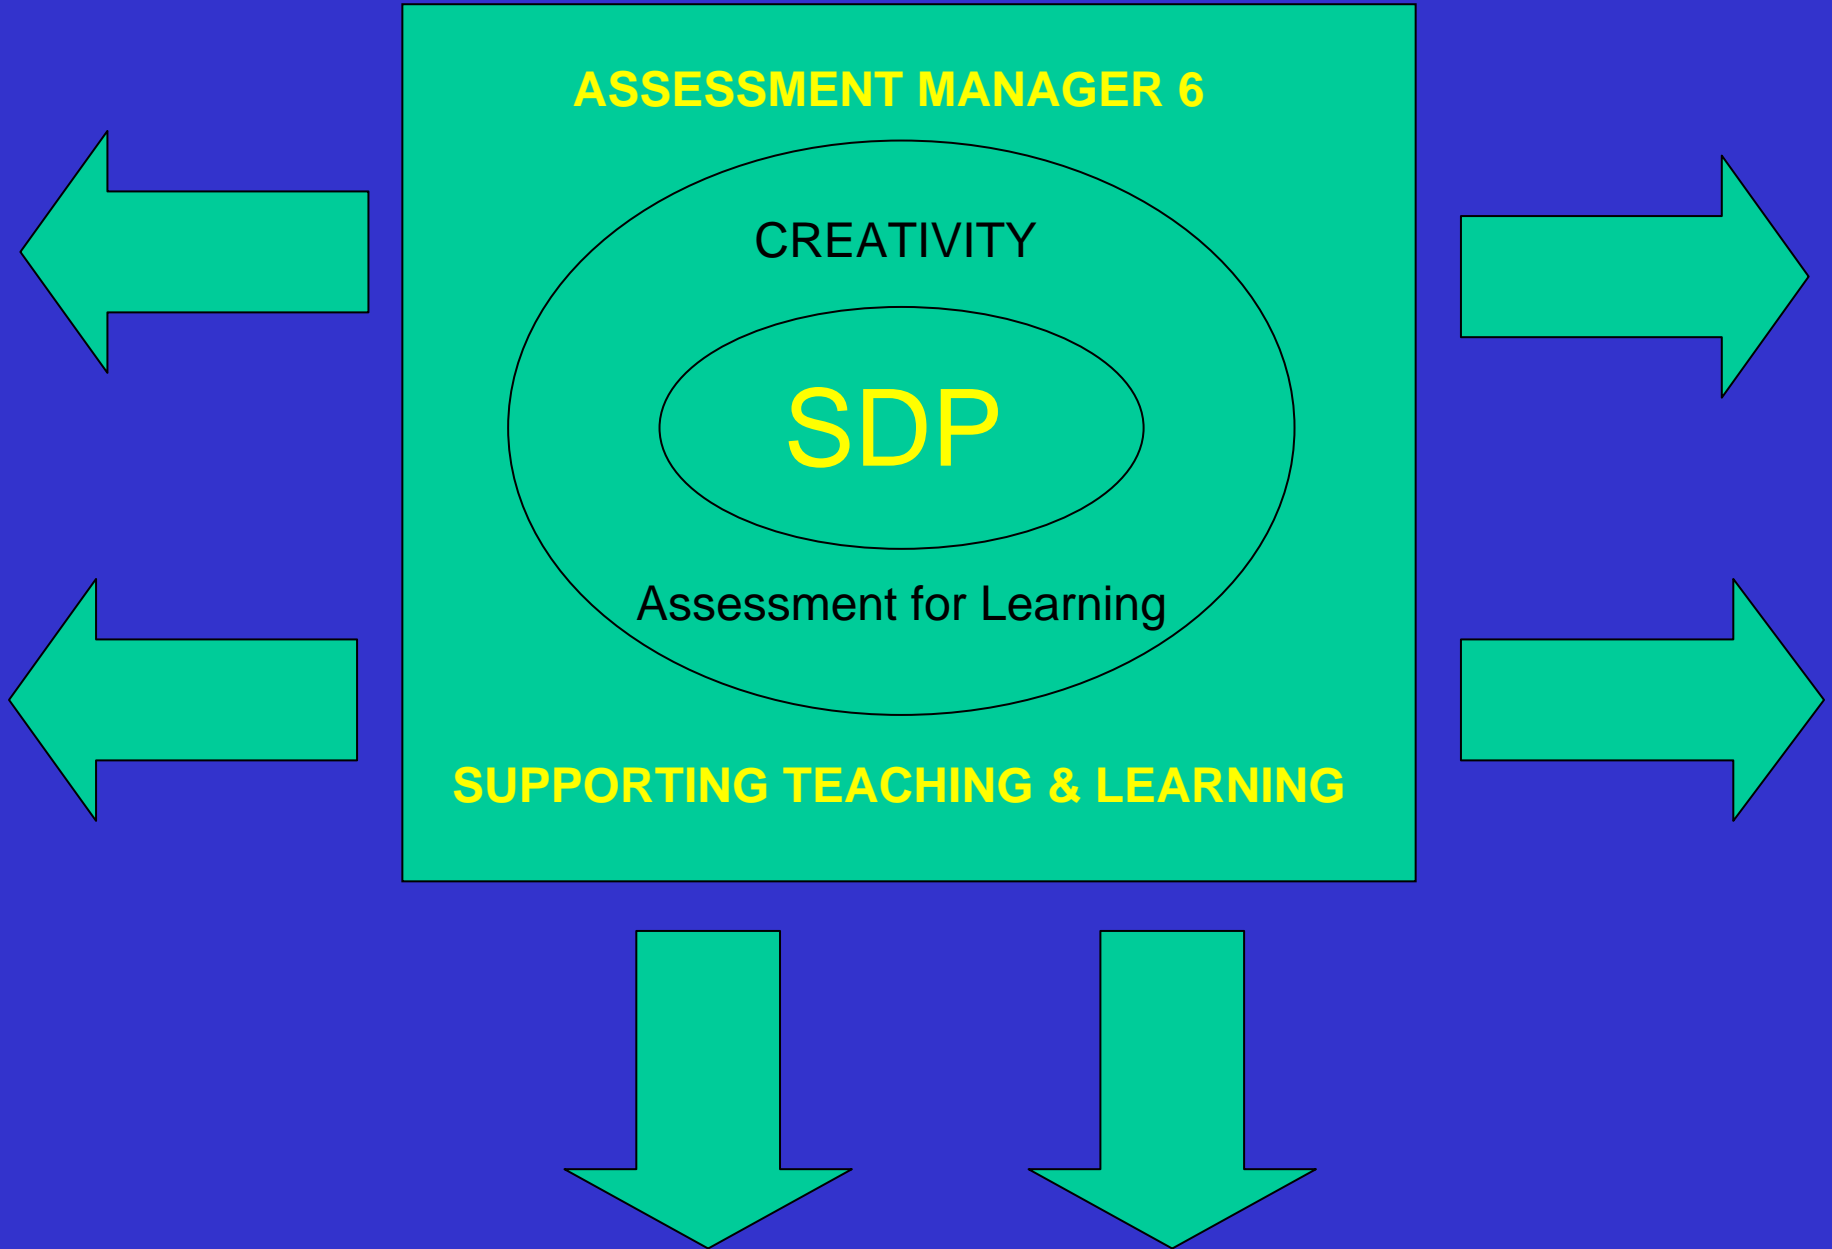 ASSESSMENT MANAGER 6
CREATIVITY
SDP
Assessment for Learning
SUPPORTING TEACHING & LEARNING